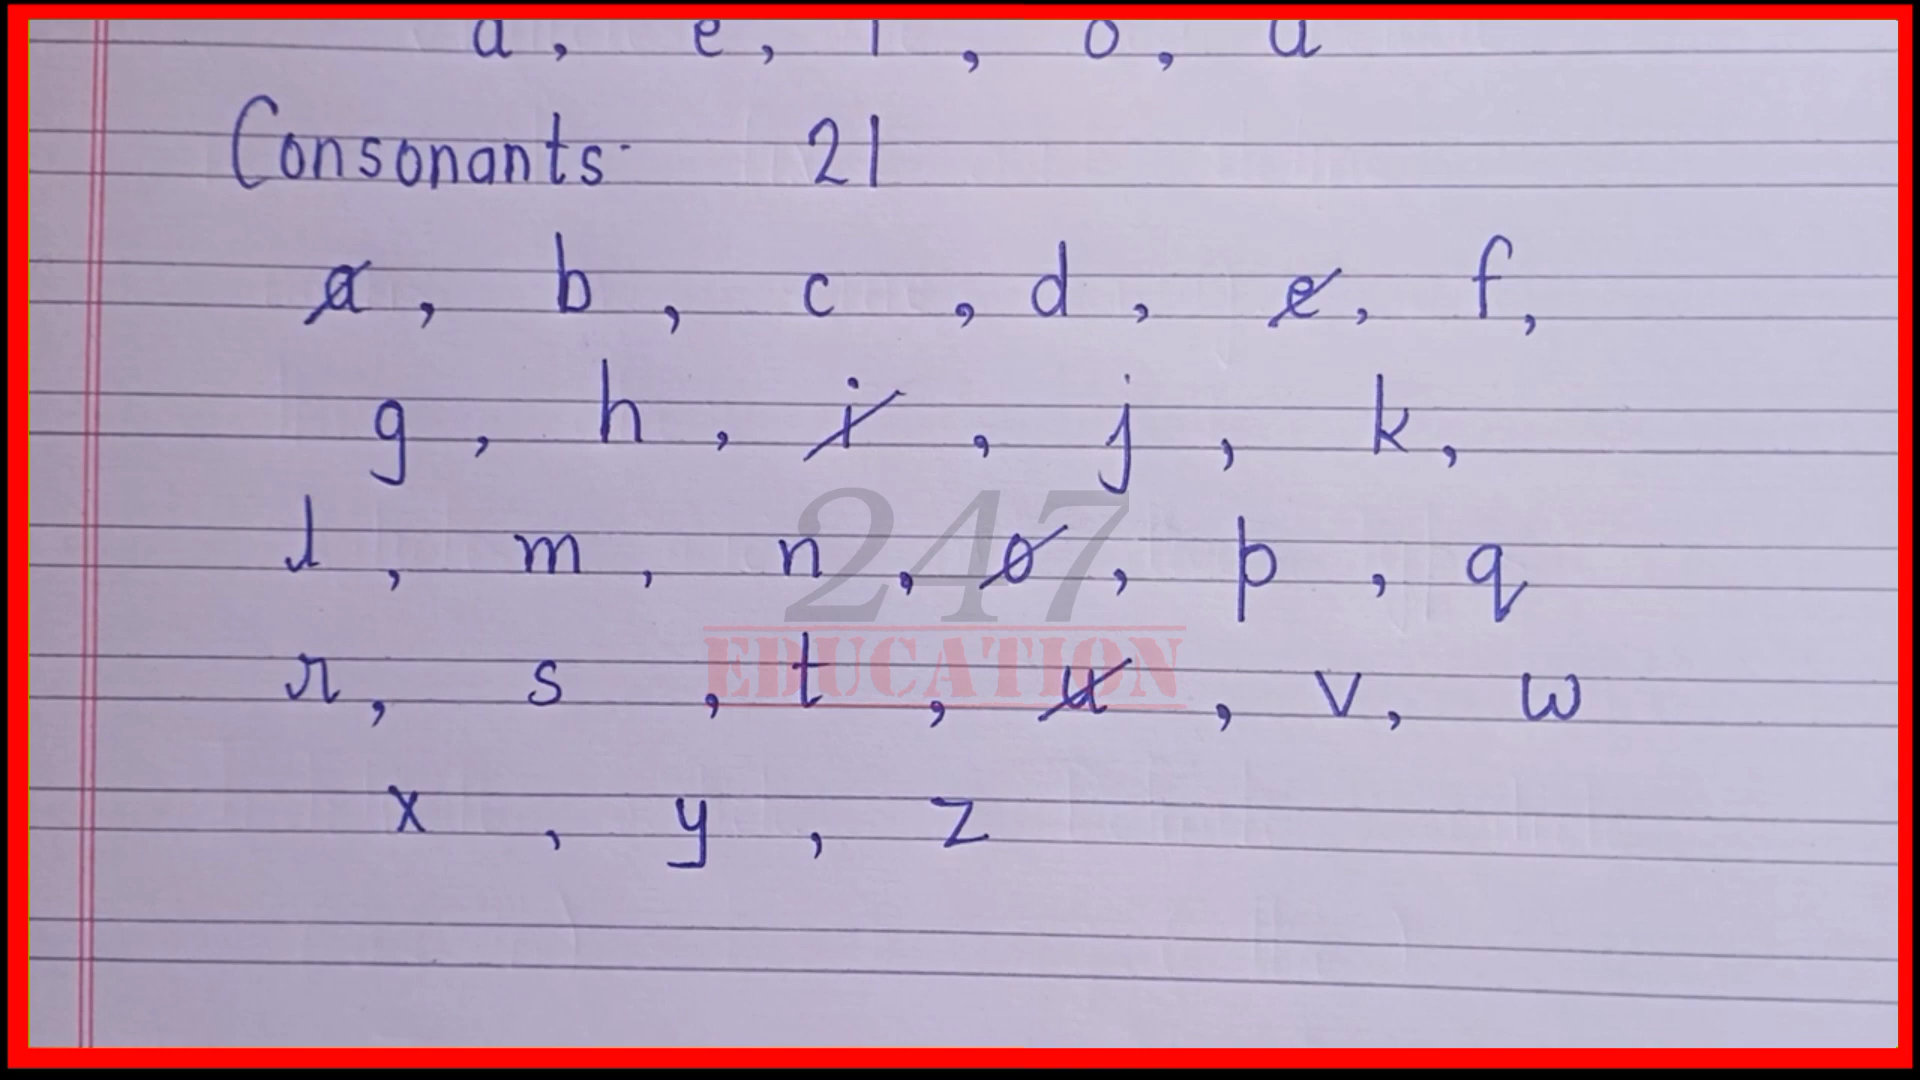 a, e, i, o, u
Consonants- 21
a, b, c, d, e, f,
g, h, i, j, k,
l, m, n, o, p, q
247
EDUCATION
r, s, t, u, v, w
x, y, z